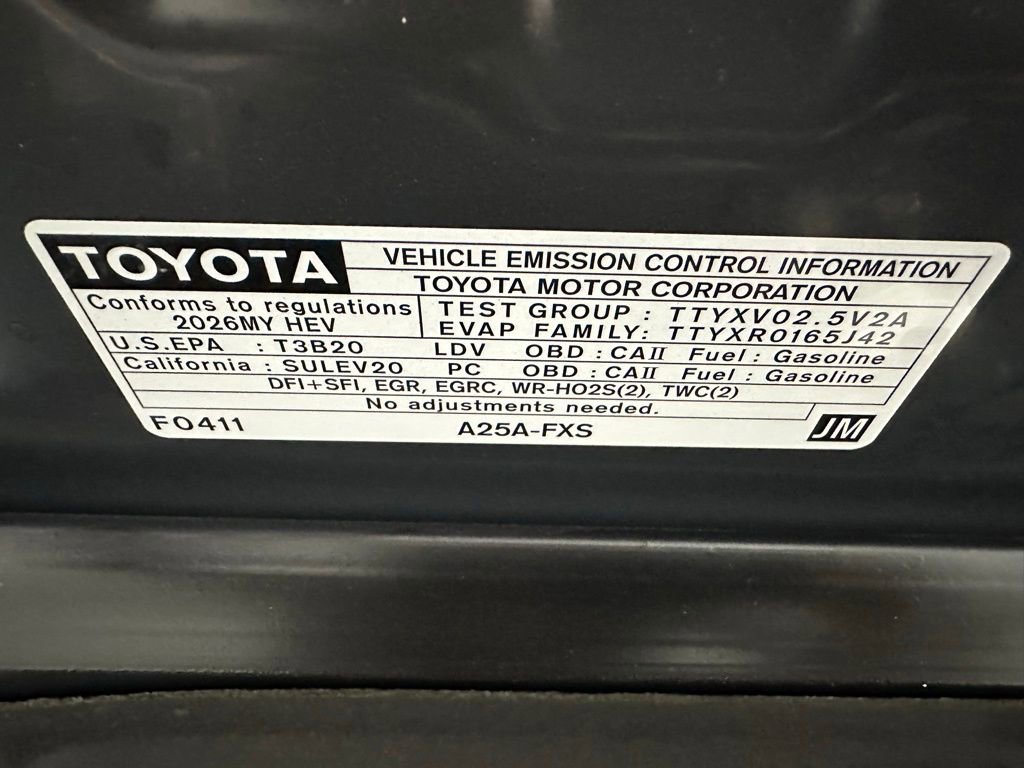 TOYOTA VEHICLE EMISSION CONTROL INFORMATION
TOYOTA MOTOR CORPORATION
Conforms to regulations
2026MY HEV
TEST GROUP : TTYXV02.5V2A
EVAP FAMILY: TTYXR0165J42
U.S.EPA : T3B20 LDV OBD : CAII Fuel : Gasoline
California : SULEV20 PC OBD : CAII Fuel : Gasoline
DFI+SFI, EGR, EGRC, WR-HO2S(2), TWC(2)
No adjustments needed.
F0411 A25A-FXS JM